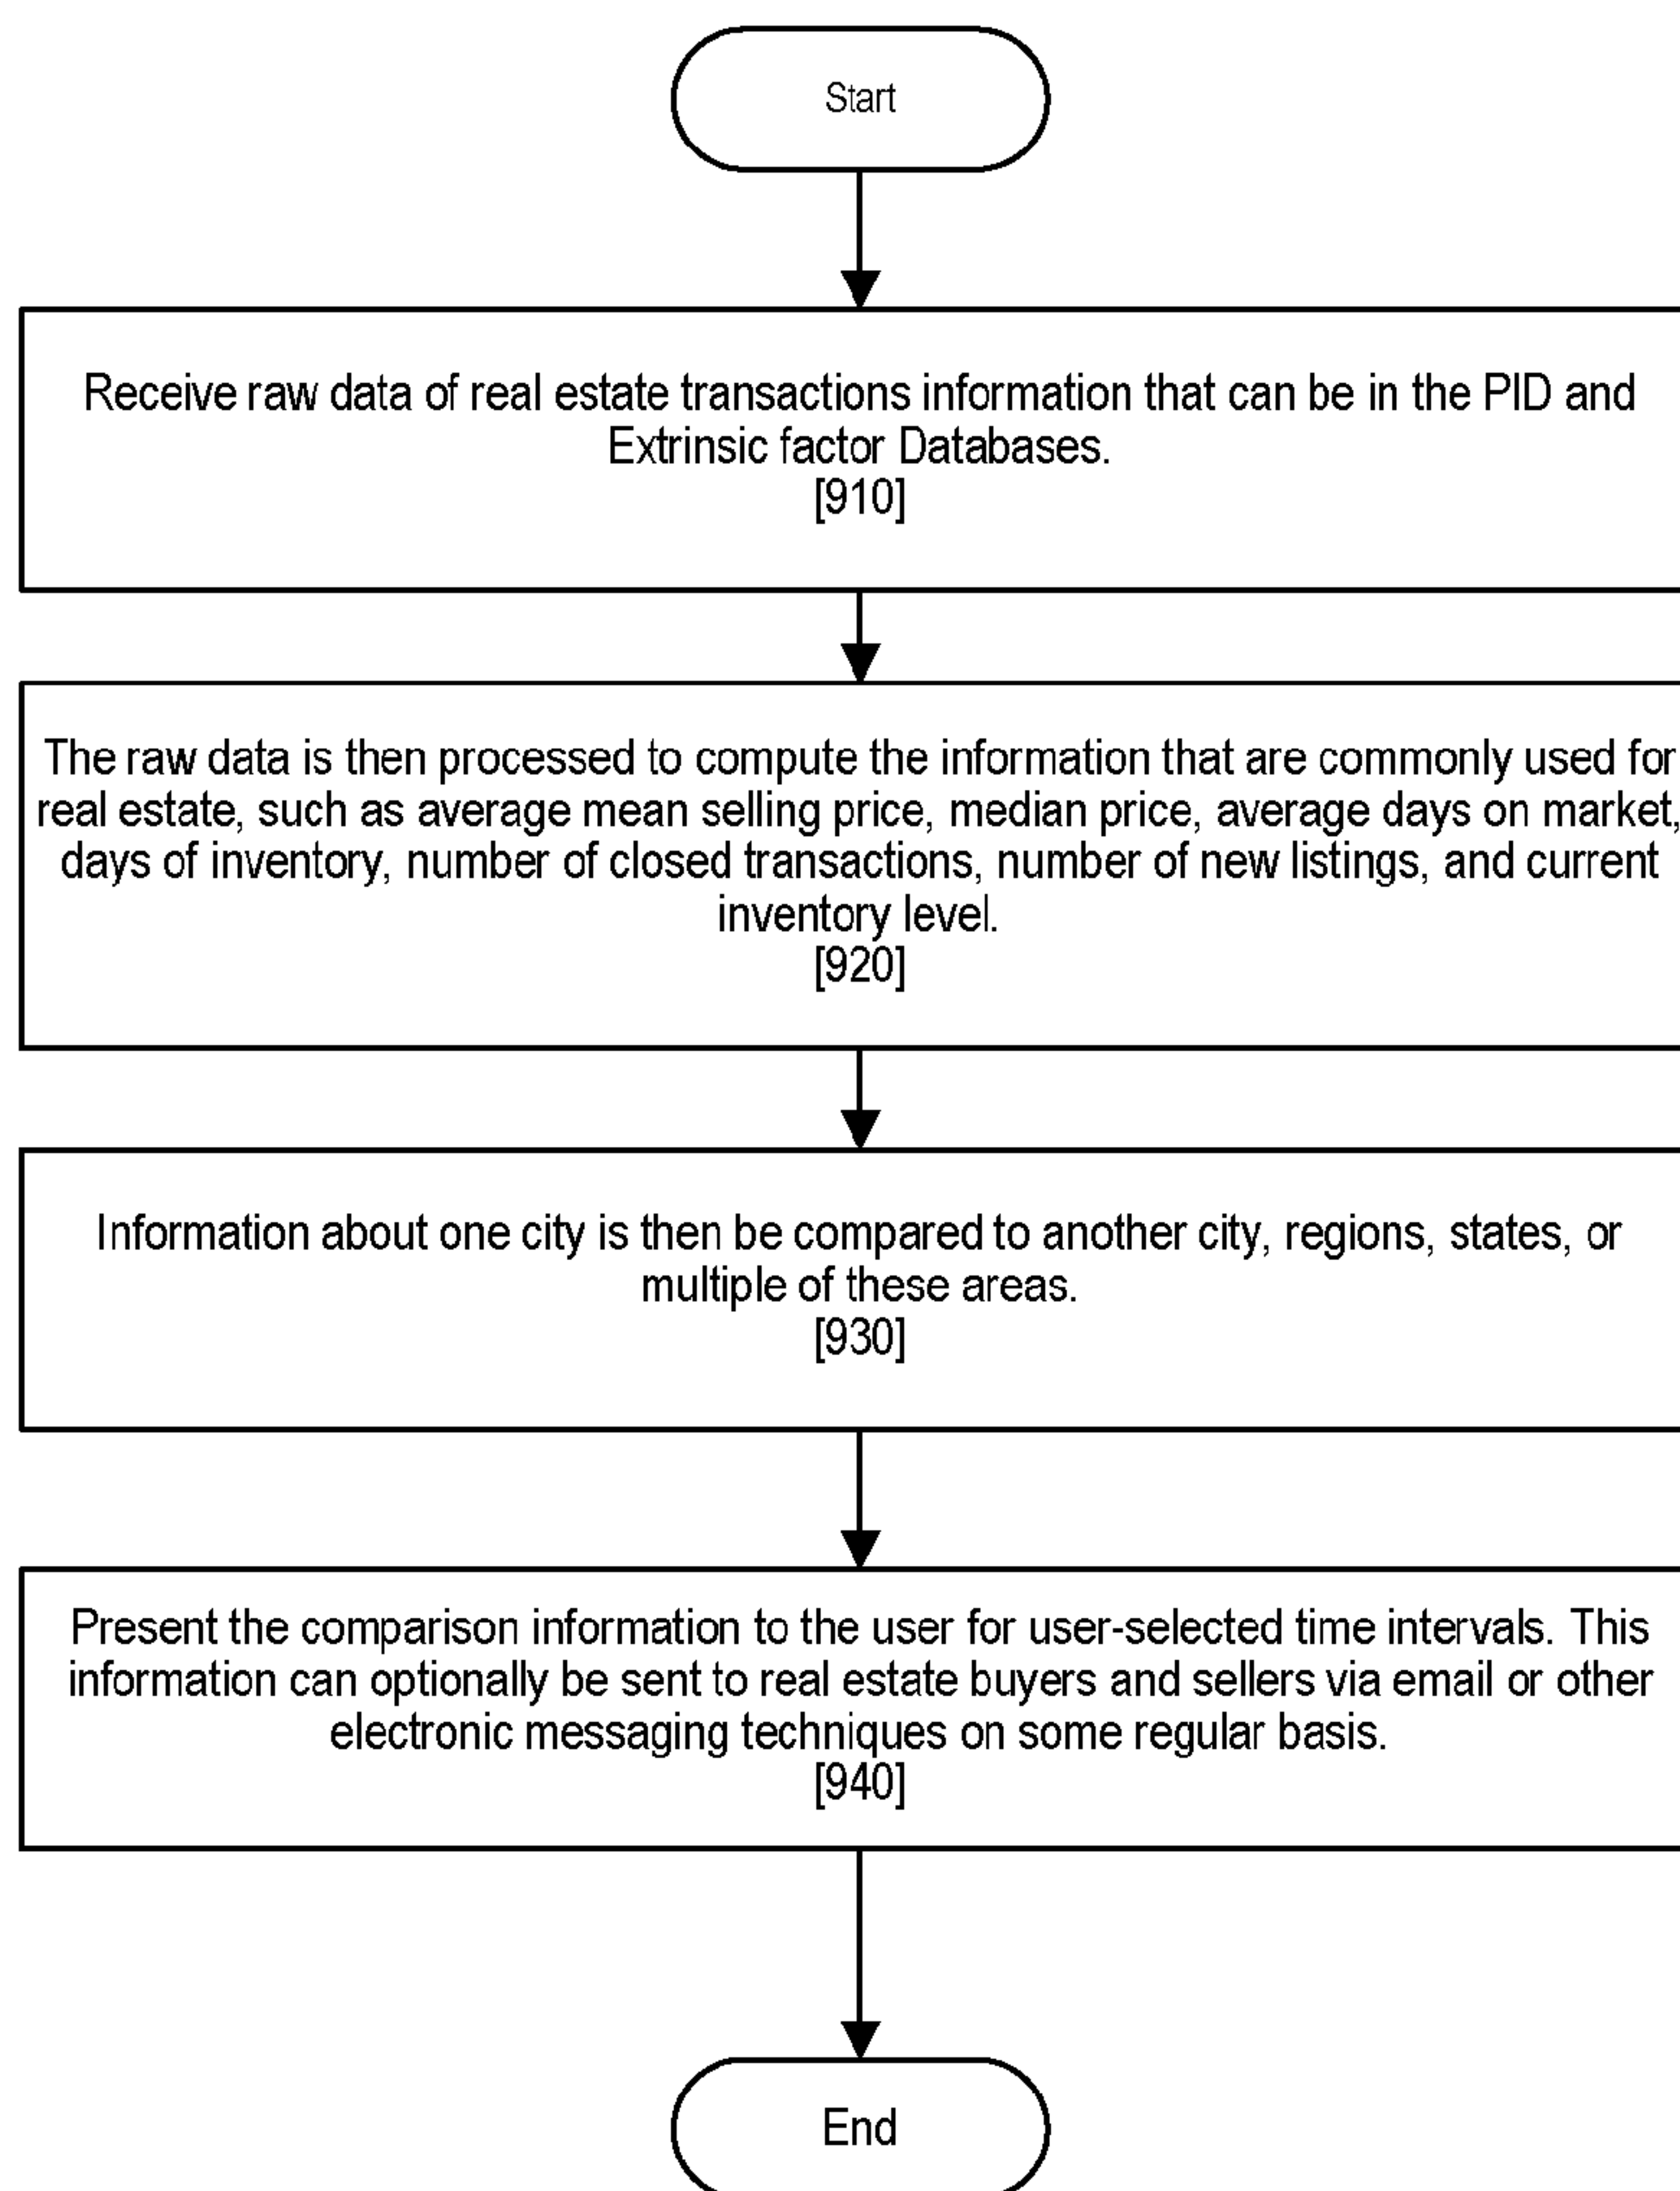 Start
Receive raw data of real estate transactions information that can be in the PID and
Extrinsic factor Databases.
[910]
The raw data is then processed to compute the information that are commonly used for
real estate, such as average mean selling price, median price, average days on market,
days of inventory, number of closed transactions, number of new listings, and current
inventory level.
[920]
Information about one city is then be compared to another city, regions, states, or
multiple of these areas.
[930]
Present the comparison information to the user for user-selected time intervals. This
information can optionally be sent to real estate buyers and sellers via email or other
electronic messaging techniques on some regular basis.
[940]
End